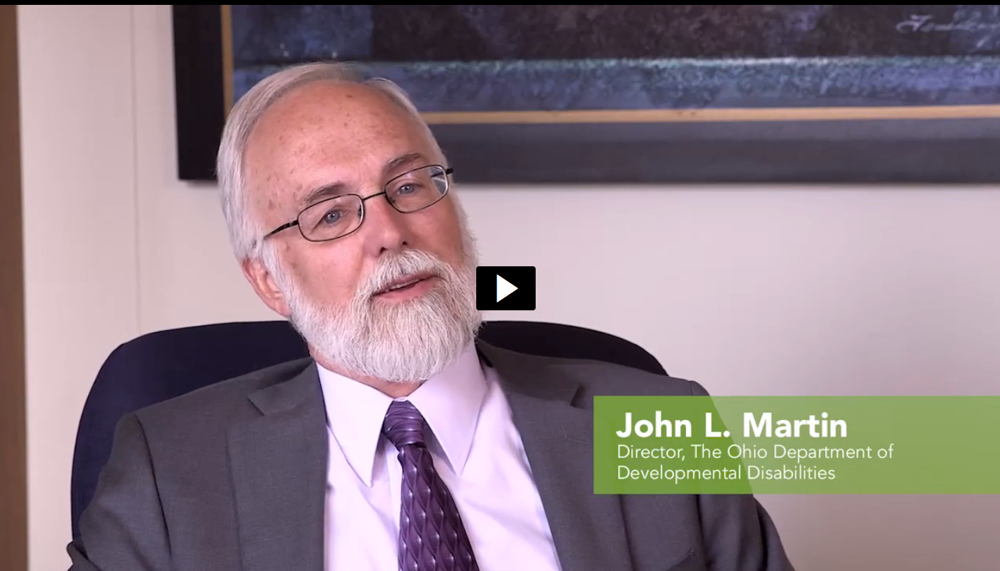 John L. Martin
Director, The Ohio Department of
Developmental Disabilities